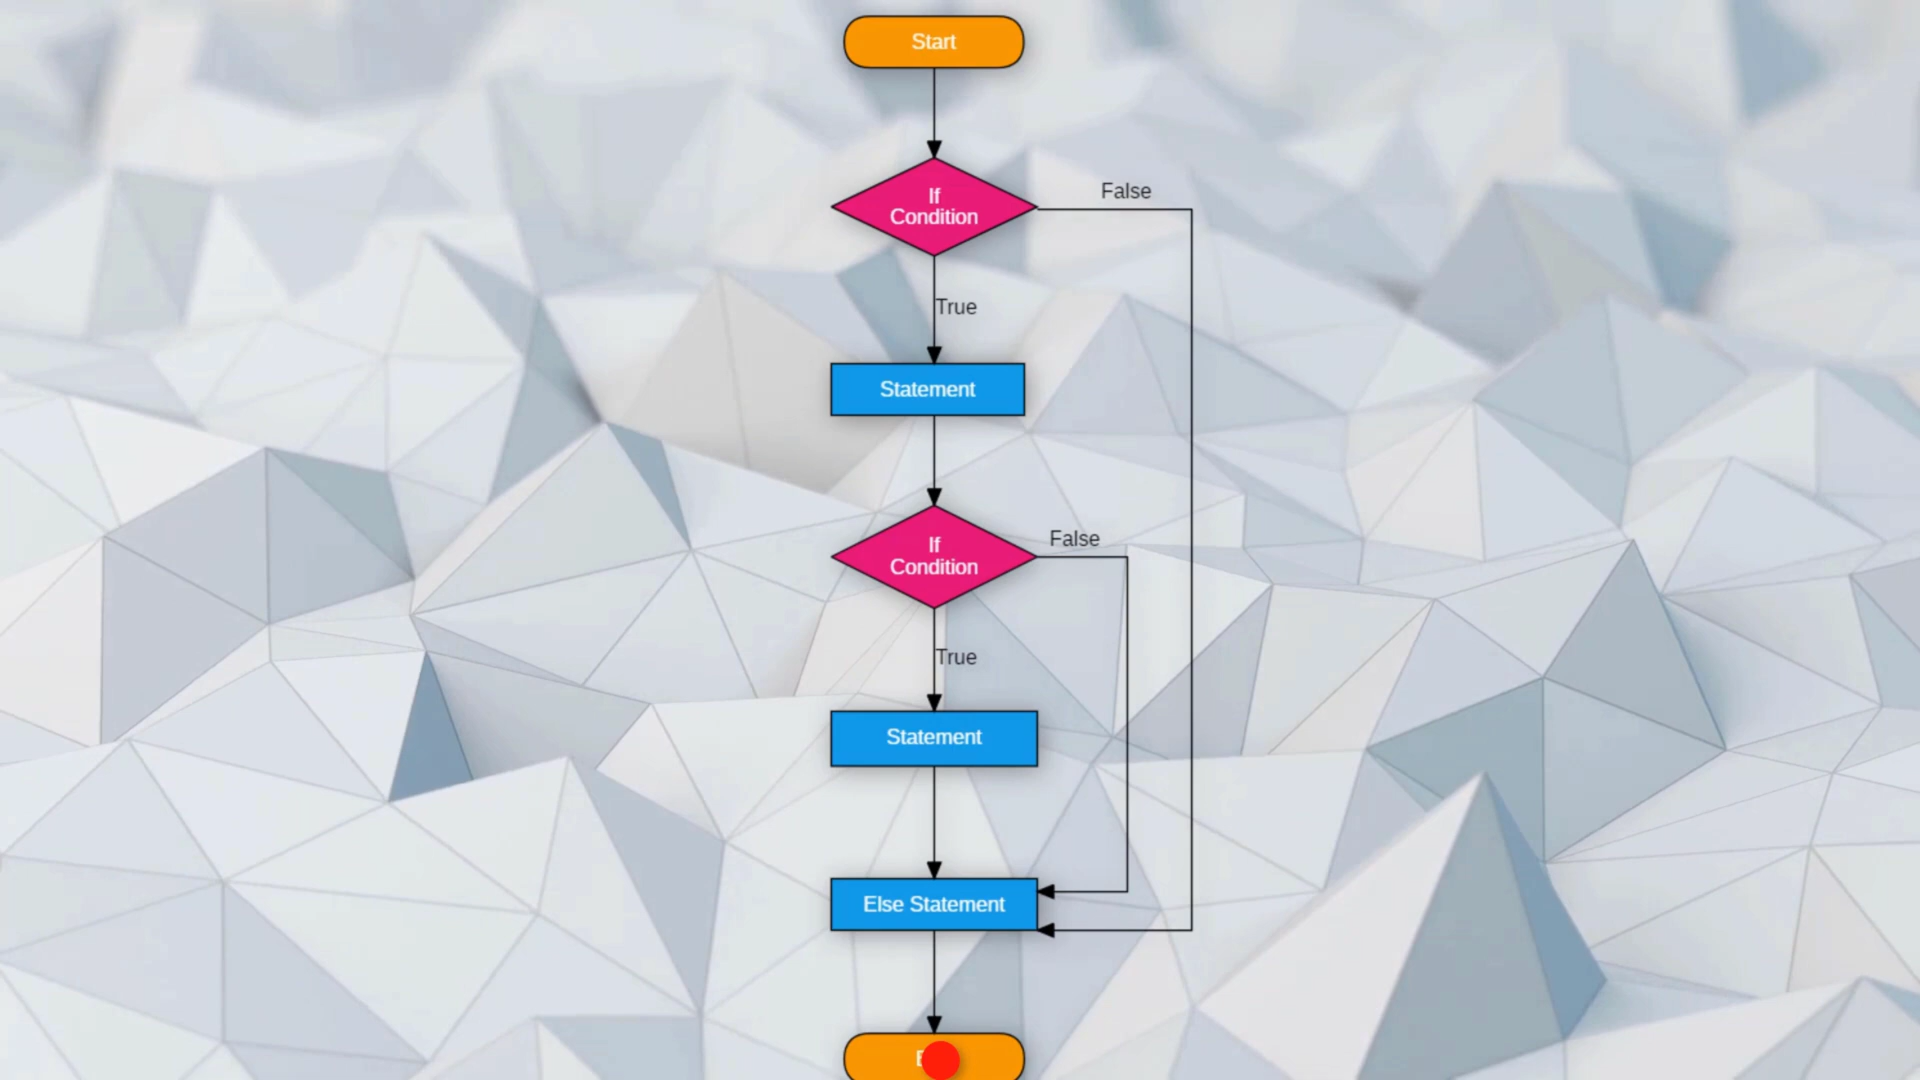 Start
If
Condition
False
True
Statement
If
Condition
False
True
Statement
Else Statement